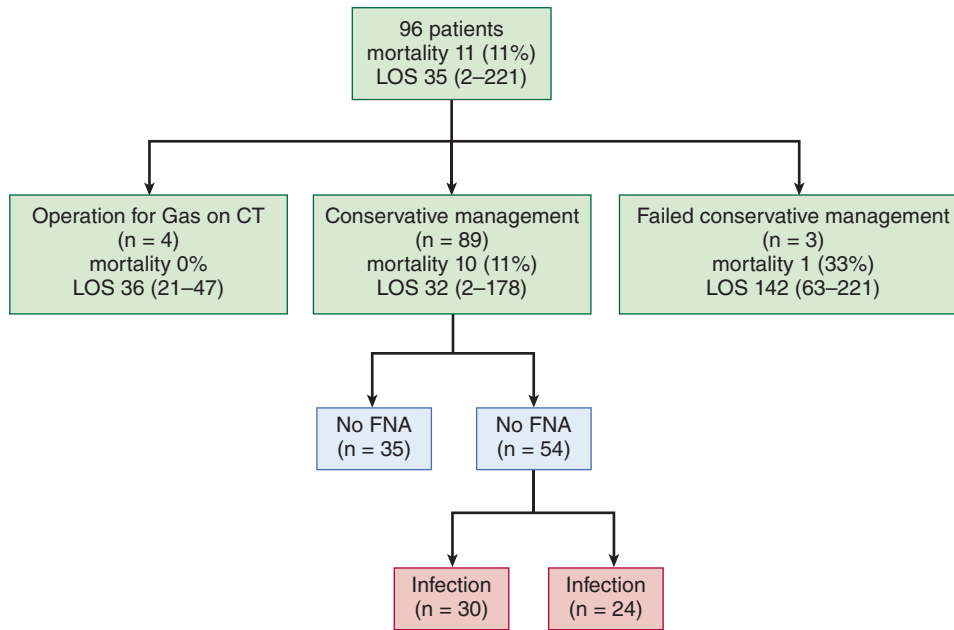 96 patients
mortality 11 (11%)
LOS 35 (2–221)
Operation for Gas on CT
(n = 4)
mortality 0%
LOS 36 (21–47)
Conservative management
(n = 89)
mortality 10 (11%)
LOS 32 (2–178)
Failed conservative management
(n = 3)
mortality 1 (33%)
LOS 142 (63–221)
No FNA
(n = 35)
No FNA
(n = 54)
Infection
(n = 30)
Infection
(n = 24)